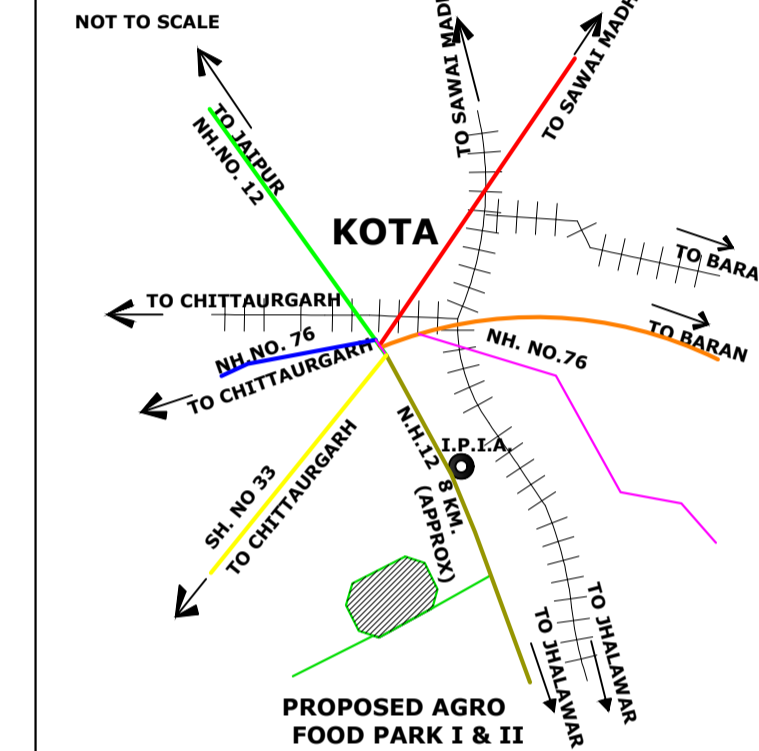 NOT TO SCALE
TO JAIPUR
NH.NO. 12
TO SAWAI
TO SAWAI
KOTA
TO BARA
TO CHITTAURGARH
TO BARAN
NH.NO. 76
TO CHITTAURGARH
NH. NO.76
SH. NO 33
TO CHITTAURGARH
N.H.12 8 KM.
(APPROX)
I.P.I.A.
TO JHALAWAR
TO JHALAWAR
PROPOSED AGRO
FOOD PARK I & II